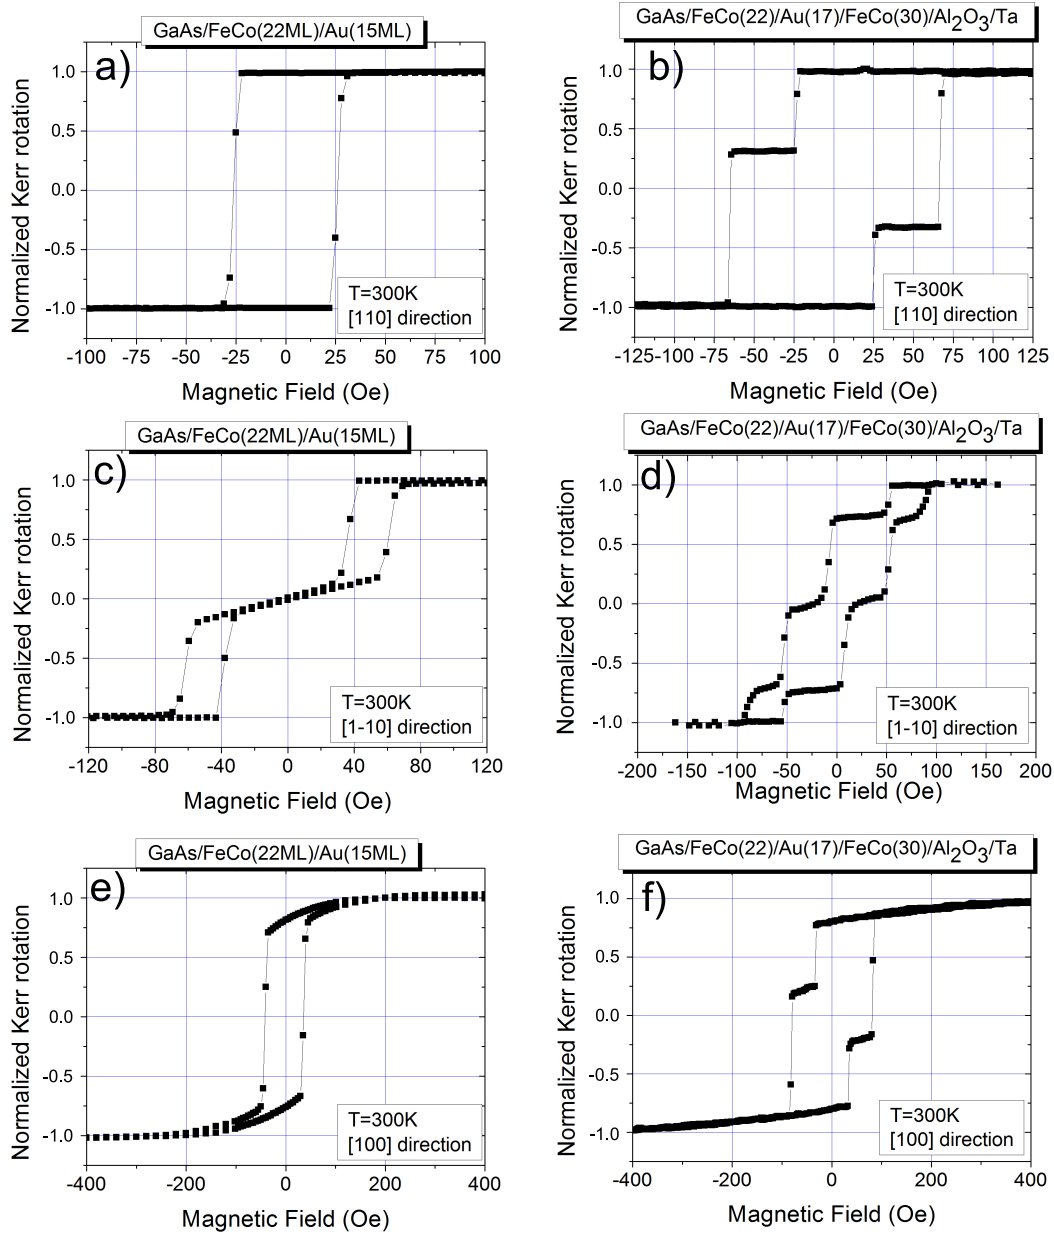 GaAs/FeCo(22ML)/Au(15ML)
a)
Normalized Kerr rotation
1.0
0.5
0.0
-0.5
-1.0
T=300K
[110] direction
-100 -75 -50 -25 0 25 50 75 100
Magnetic Field (Oe)
GaAs/FeCo(22)/Au(17)/FeCo(30)/Al2O3/Ta
b)
Normalized Kerr rotation
1.0
0.5
0.0
-0.5
-1.0
T=300K
[110] direction
-125 -100 -75 -50 -25 0 25 50 75 100 125
Magnetic Field (Oe)
GaAs/FeCo(22ML)/Au(15ML)
c)
Normalized Kerr rotation
1.0
0.5
0.0
-0.5
-1.0
T=300K
[1-10] direction
-120 -80 -40 0 40 80 120
Magnetic Field (Oe)
GaAs/FeCo(22)/Au(17)/FeCo(30)/Al2O3/Ta
d)
Normalized Kerr rotation
1.0
0.5
0.0
-0.5
-1.0
T=300K
[1-10] direction
-200 -150 -100 -50 0 50 100 150 200
Magnetic Field (Oe)
GaAs/FeCo(22ML)/Au(15ML)
e)
Normalized Kerr rotation
1.0
0.5
0.0
-0.5
-1.0
T=300K
[100] direction
-400 -200 0 200 400
Magnetic Field (Oe)
GaAs/FeCo(22)/Au(17)/FeCo(30)/Al2O3/Ta
f)
Normalized Kerr rotation
1.0
0.5
0.0
-0.5
-1.0
T=300K
[100] direction
-400 -200 0 200 400
Magnetic Field (Oe)